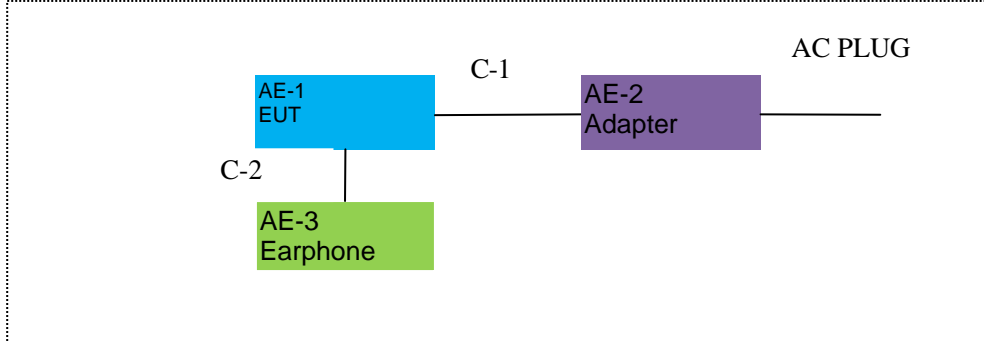 AC PLUG
C-1
AE-1
EUT
AE-2
Adapter
C-2
AE-3
Earphone